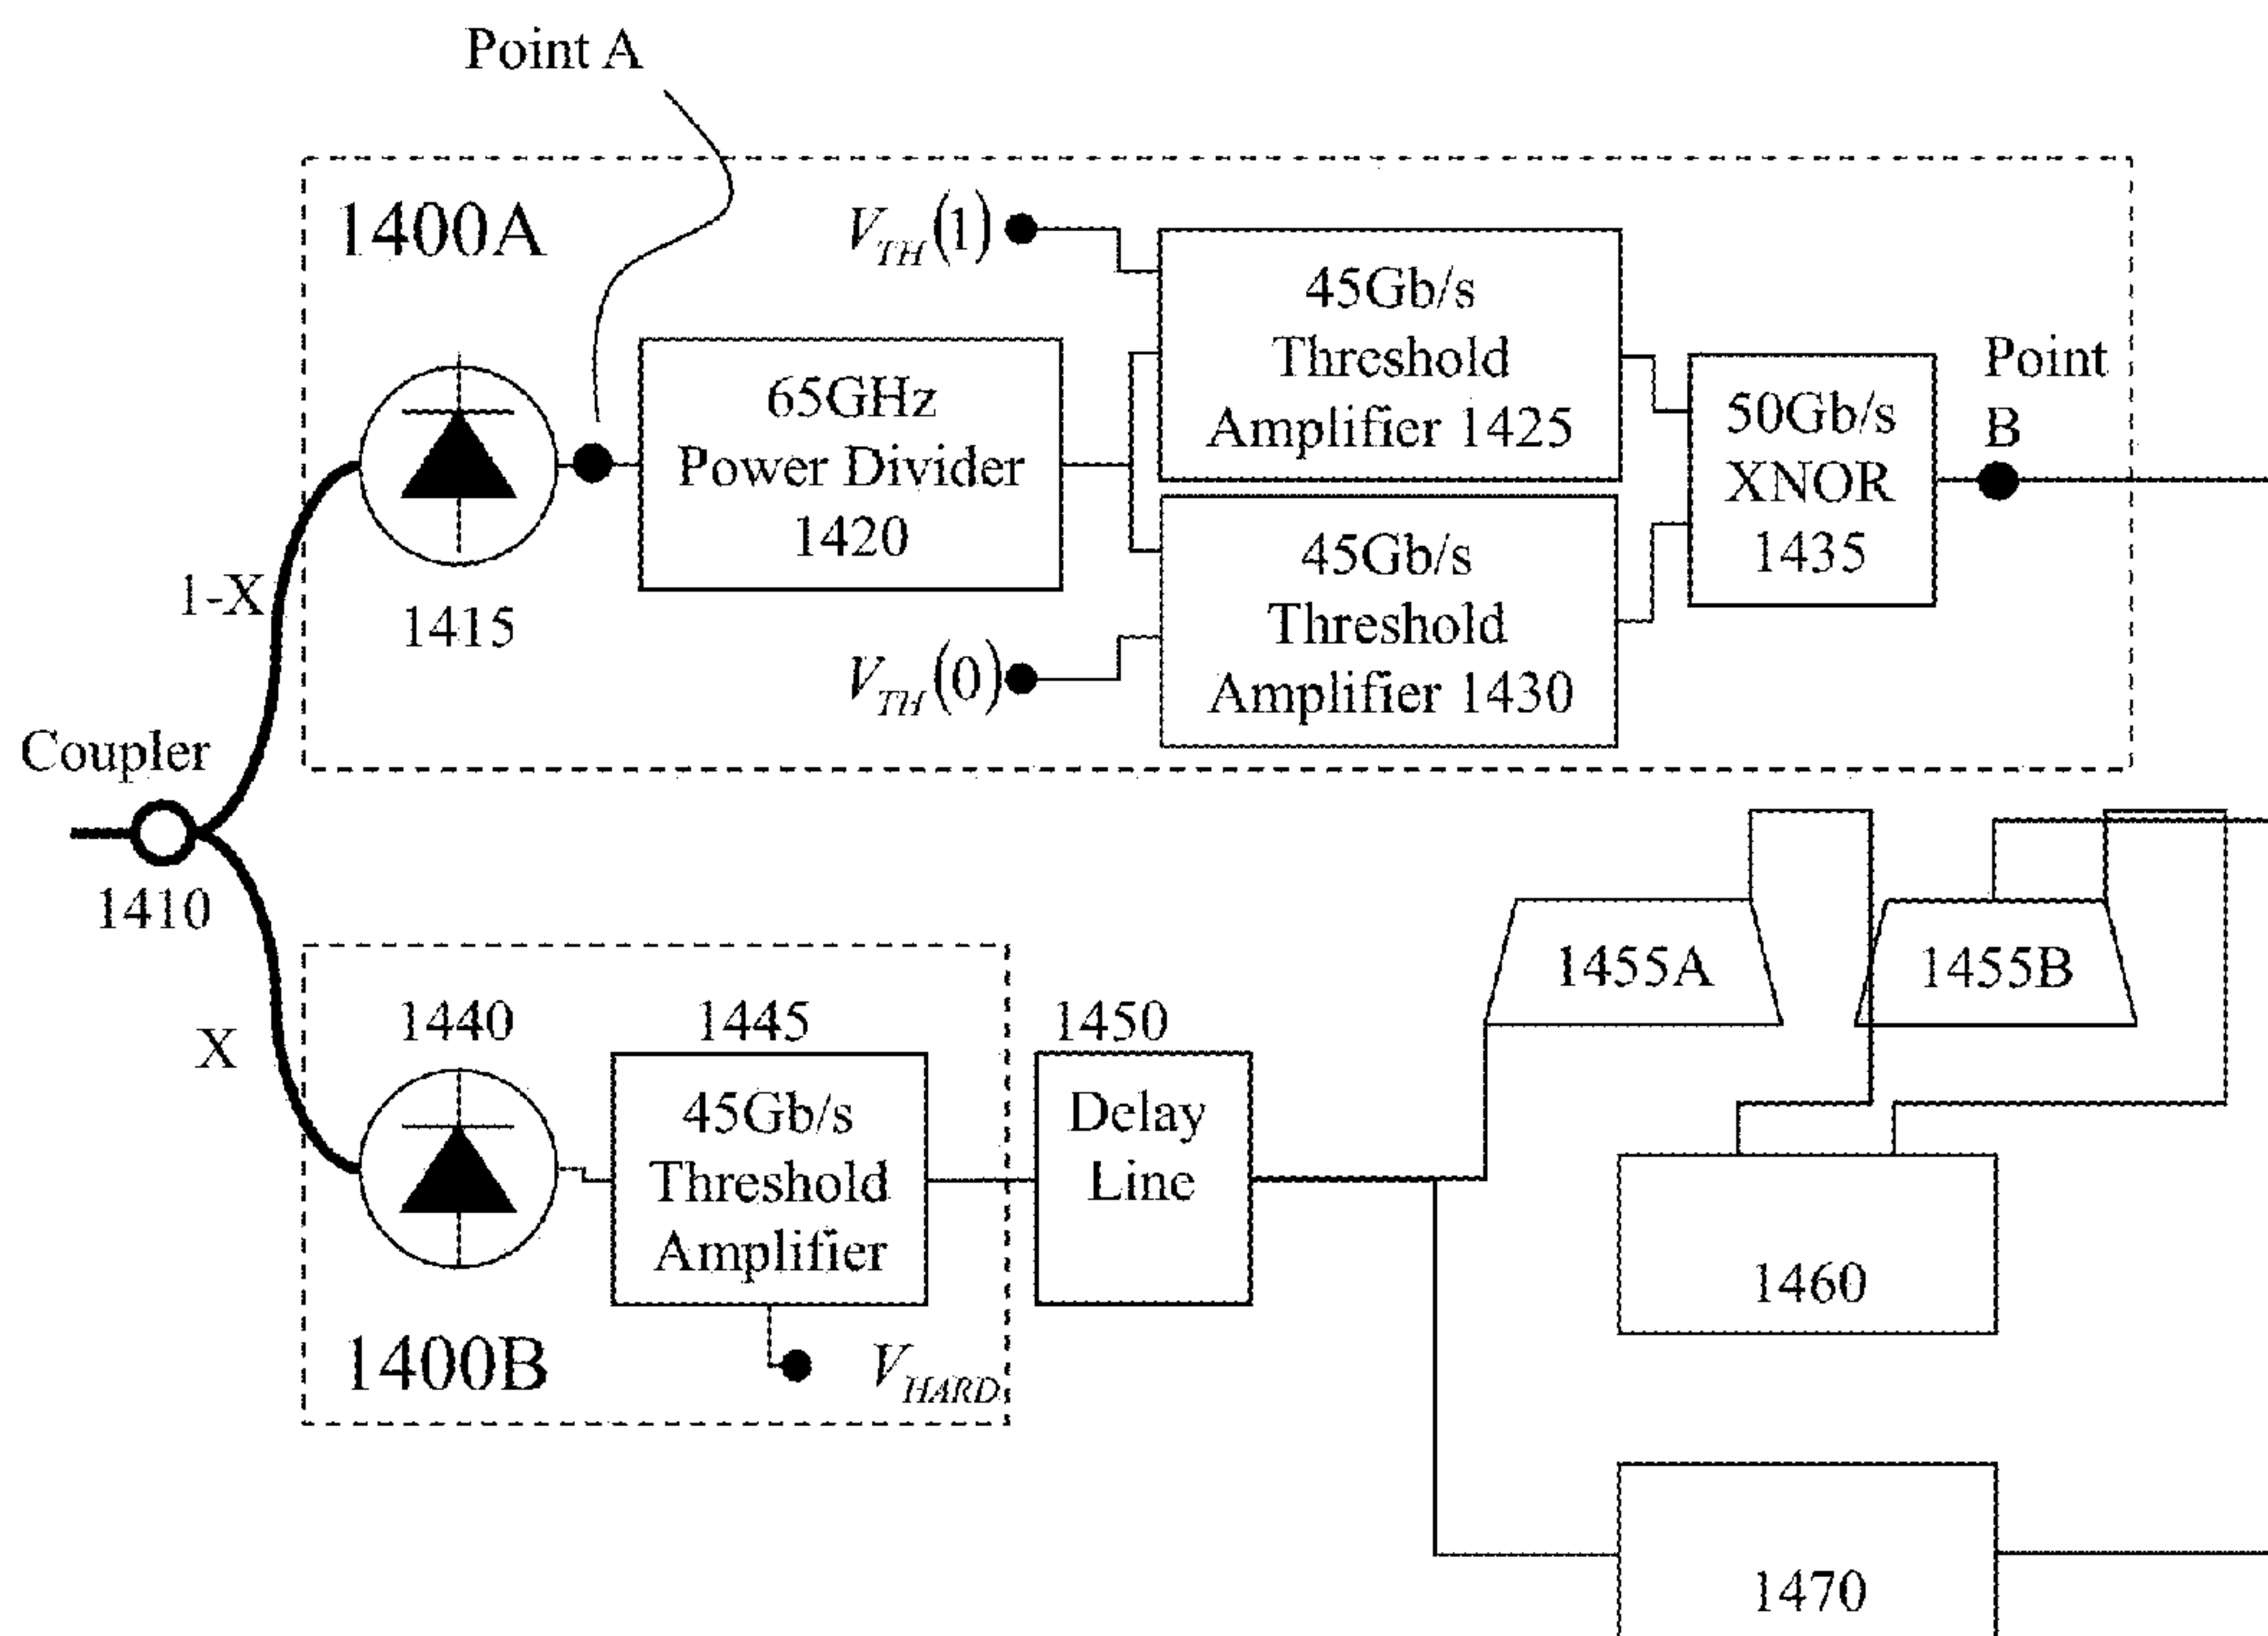 Point A
1400A
V_TH(1)
45Gb/s
Threshold
Amplifier 1425
65GHz
Power Divider
1420
50Gb/s
XNOR
1435
Point
B
1415
1-X
V_TH(0)
45Gb/s
Threshold
Amplifier 1430
Coupler
1410
X
1440
1445
45Gb/s
Threshold
Amplifier
1400B
V_HARD
1450
Delay
Line
1455A
1455B
1460
1470